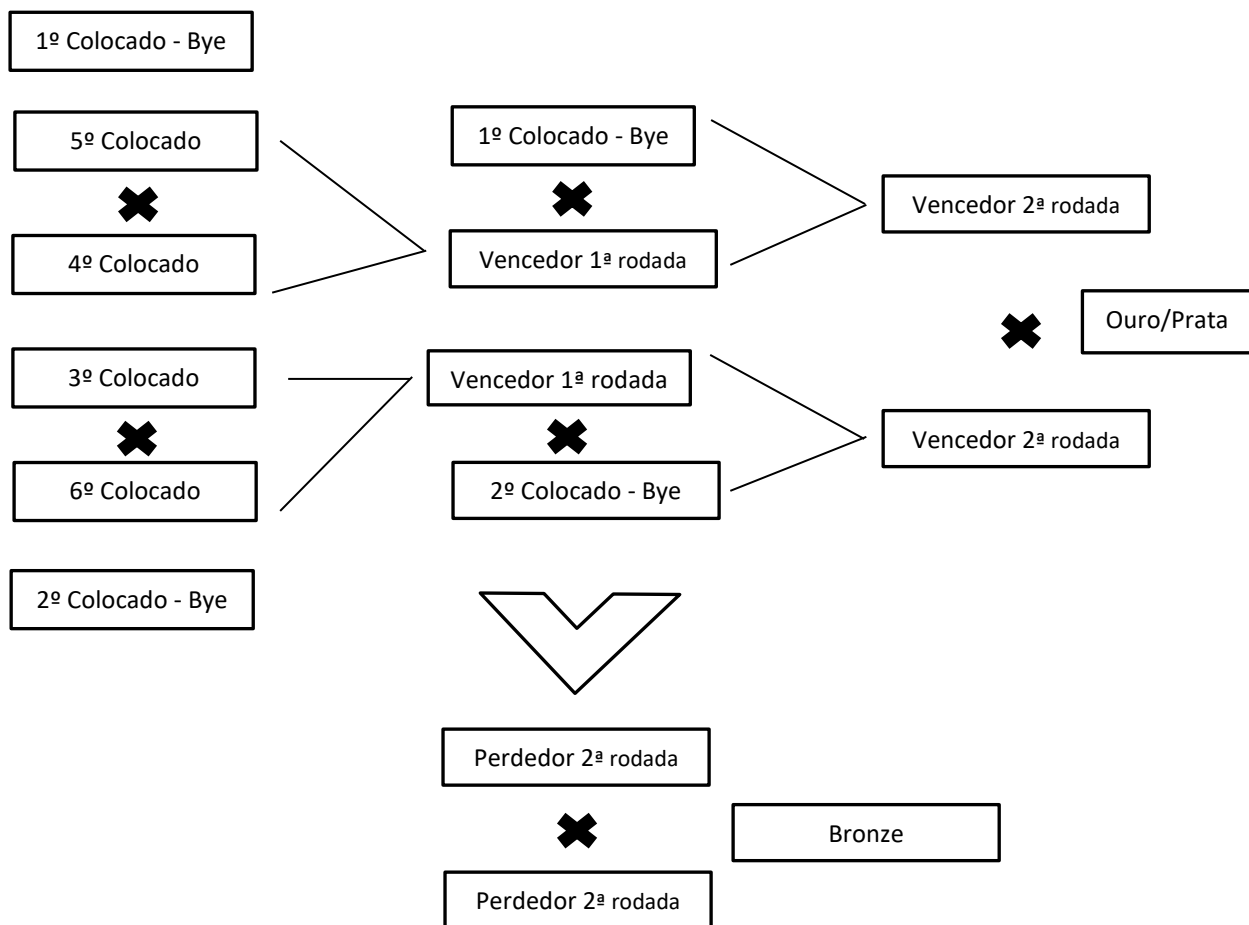 1º Colocado - Bye
5º Colocado
4º Colocado
3º Colocado
6º Colocado
2º Colocado - Bye
1º Colocado - Bye
Vencedor 1ª rodada
Vencedor 1ª rodada
2º Colocado - Bye
Vencedor 2ª rodada
Vencedor 2ª rodada
Ouro/Prata
Perdedor 2ª rodada
Perdedor 2ª rodada
Bronze